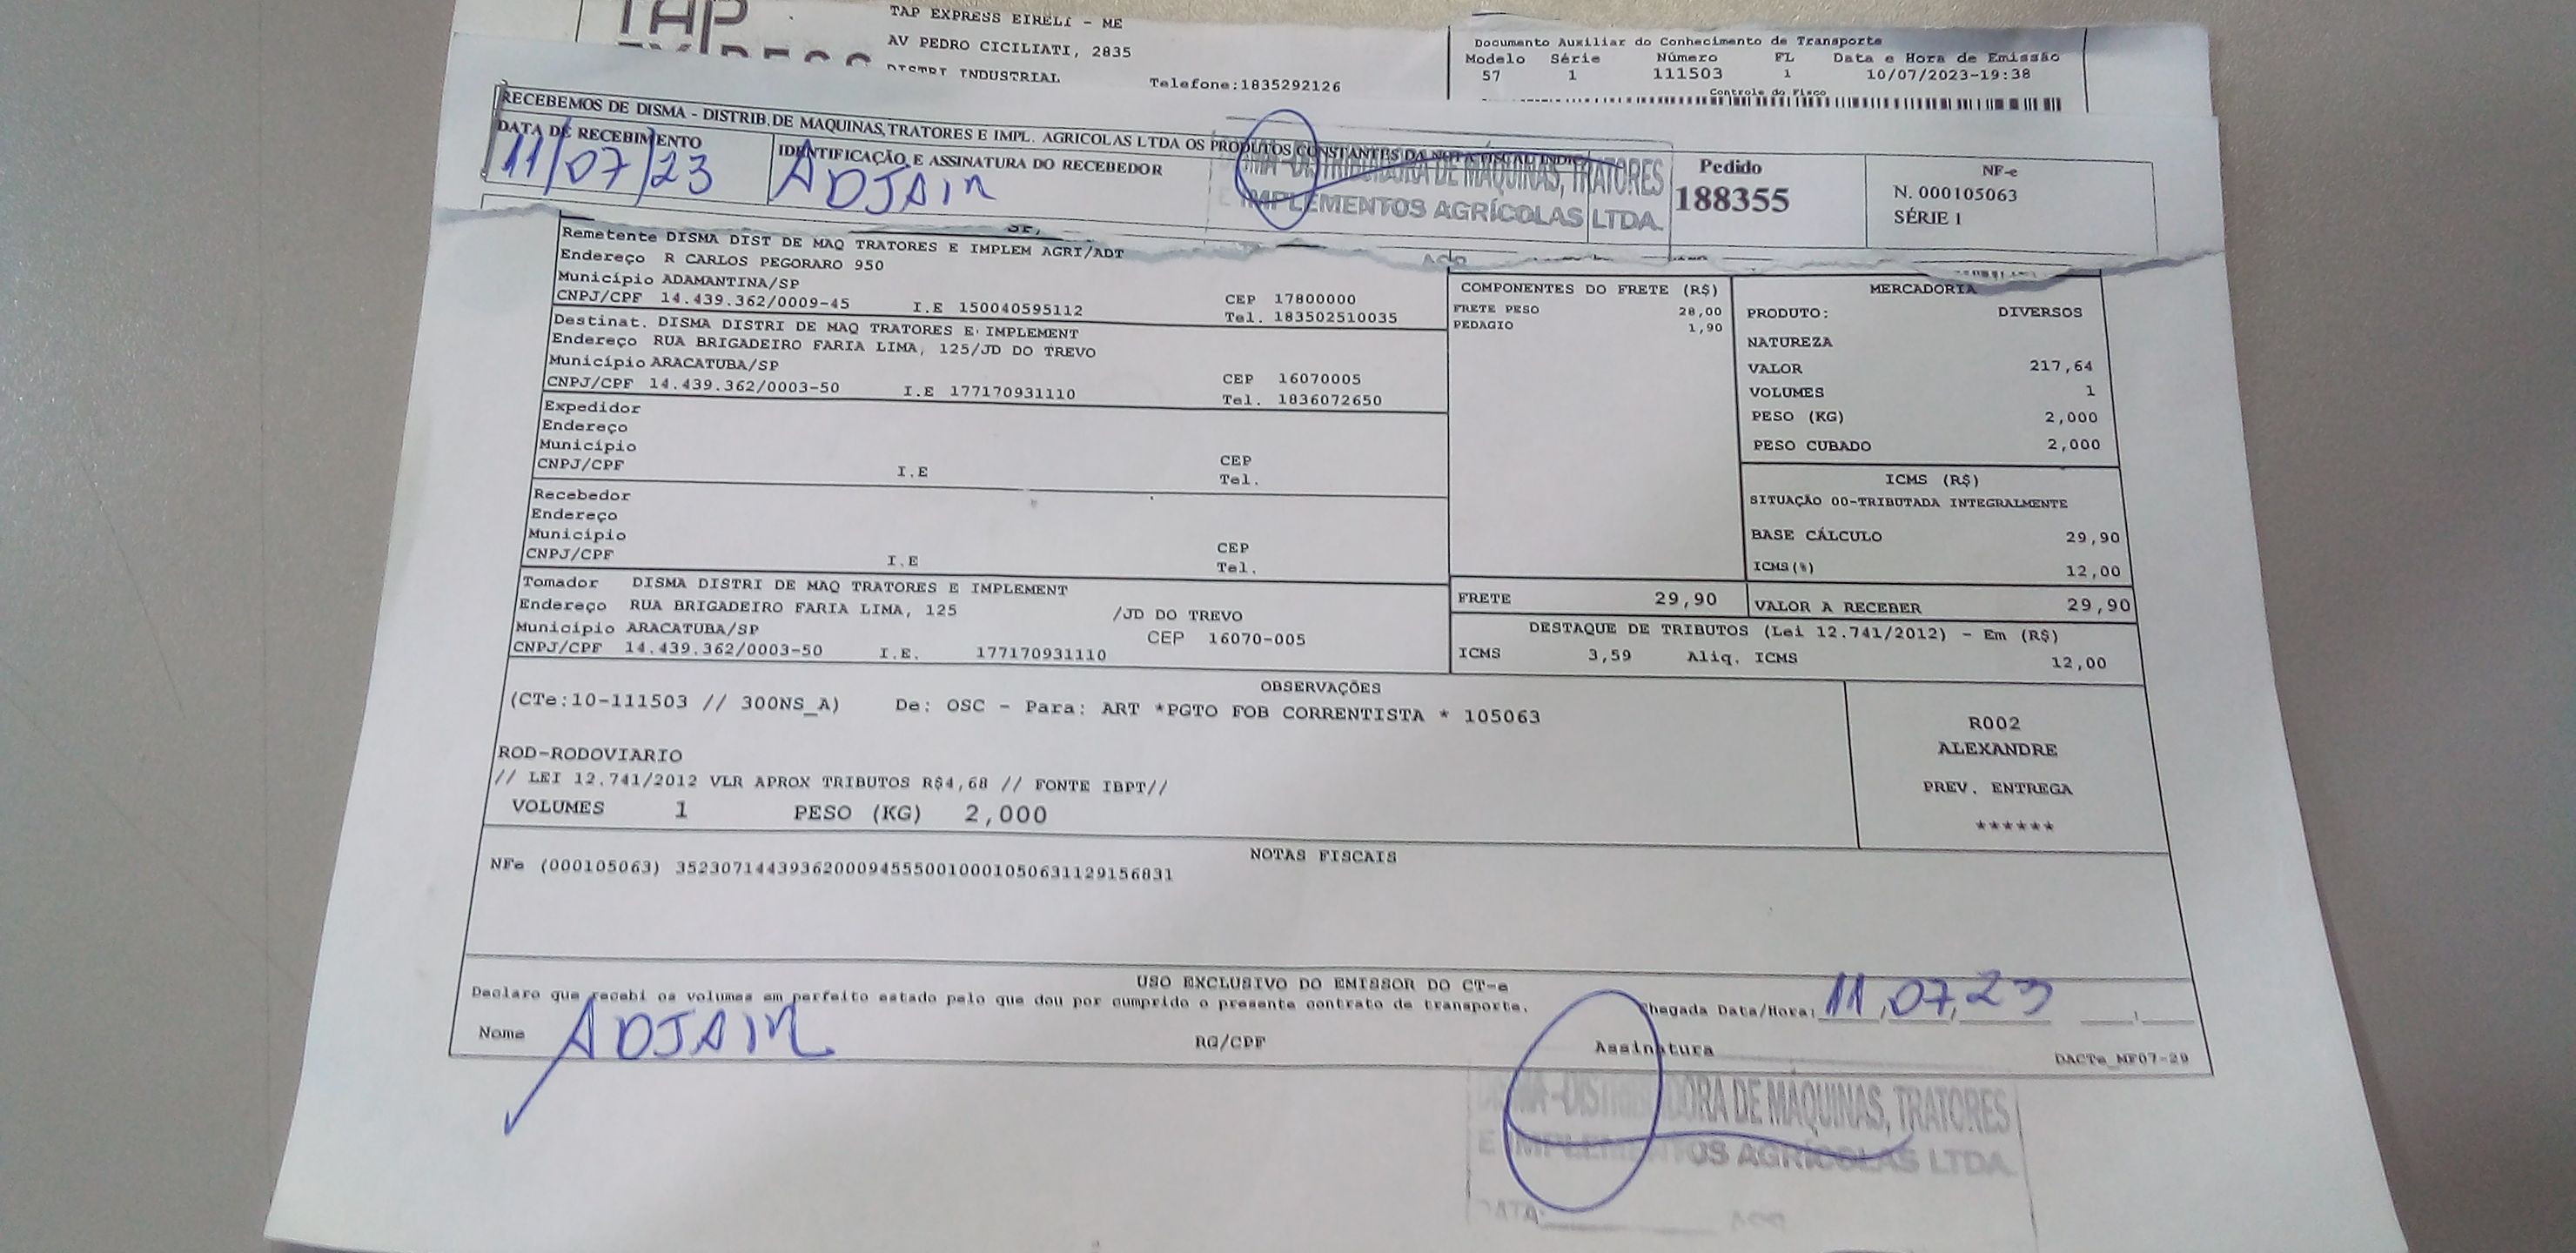 TAP
EXPRESS
TAP EXPRESS EIRELI - ME
AV PEDRO CICILIATI, 2835
DISTRI INDUSTRIAL Telefone:1835292126
Documento Auxiliar do Conhecimento de Transporte
Modelo Série Número FL Data e Hora de Emissão
57 1 111503 1 10/07/2023-19:38
Controle do Fisco
RECEBEMOS DE DISMA - DISTRIB. DE MAQUINAS,TRATORES E IMPL. AGRICOLAS LTDA OS PRODUTOS CONSTANTES DA NOTA FISCAL INDIC
DATA DE RECEBIMENTO
11/07/23
IDENTIFICAÇÃO E ASSINATURA DO RECEBEDOR
ADJAIR
DISTRIBUIDORA DE MÁQUINAS, TRATORES
E IMPLEMENTOS AGRÍCOLAS LTDA.
Pedido
188355
NF-e
N. 000105063
SÉRIE 1
Remetente DISMA DIST DE MAQ TRATORES E IMPLEM AGRI/ADT
Endereço R CARLOS PEGORARO 950
Município ADAMANTINA/SP CEP 17800000
CNPJ/CPF 14.439.362/0009-45 I.E 150040595112 Tel. 183502510035
Destinat. DISMA DISTRI DE MAQ TRATORES E IMPLEMENT
Endereço RUA BRIGADEIRO FARIA LIMA, 125/JD DO TREVO
Município ARACATUBA/SP CEP 16070005
CNPJ/CPF 14.439.362/0003-50 I.E 177170931110 Tel. 1836072650
Expedidor
Endereço
Município CEP
CNPJ/CPF I.E Tel.
Recebedor
Endereço
Município CEP
CNPJ/CPF I.E Tel.
Tomador DISMA DISTRI DE MAQ TRATORES E IMPLEMENT
Endereço RUA BRIGADEIRO FARIA LIMA, 125 /JD DO TREVO
Município ARACATUBA/SP CEP 16070-005
CNPJ/CPF 14.439.362/0003-50 I.E. 177170931110
COMPONENTES DO FRETE (R$)
FRETE PESO 28,00
PEDAGIO 1,90
MERCADORIA
PRODUTO: DIVERSOS
NATUREZA
VALOR 217,64
VOLUMES 1
PESO (KG) 2,000
PESO CUBADO 2,000
ICMS (R$)
SITUAÇÃO 00-TRIBUTADA INTEGRALMENTE
BASE CÁLCULO 29,90
ICMS(%) 12,00
FRETE 29,90 VALOR A RECEBER 29,90
DESTAQUE DE TRIBUTOS (Lei 12.741/2012) - Em (R$)
ICMS 3,59 Aliq. ICMS 12,00
OBSERVAÇÕES
(CTe:10-111503 // 300NS_A) De: OSC - Para: ART *PGTO FOB CORRENTISTA * 105063
ROD-RODOVIARIO
// LEI 12.741/2012 VLR APROX TRIBUTOS R$4,68 // FONTE IBPT//
VOLUMES 1 PESO (KG) 2,000
R002
ALEXANDRE
PREV. ENTREGA
******
NOTAS FISCAIS
NFe (000105063) 35230714439362000945550010001050631129156831
USO EXCLUSIVO DO EMISSOR DO CT-e
Declaro que recebi os volumes em perfeito estado pelo que dou por cumprido o presente contrato de transporte.
Chegada Data/Hora: 11,07,23
Nome ADJAIR RG/CPF Assinatura
DACTe_MF07-29
DISTRIBUIDORA DE MÁQUINAS, TRATORES
E IMPLEMENTOS AGRÍCOLAS LTDA.
DATA: